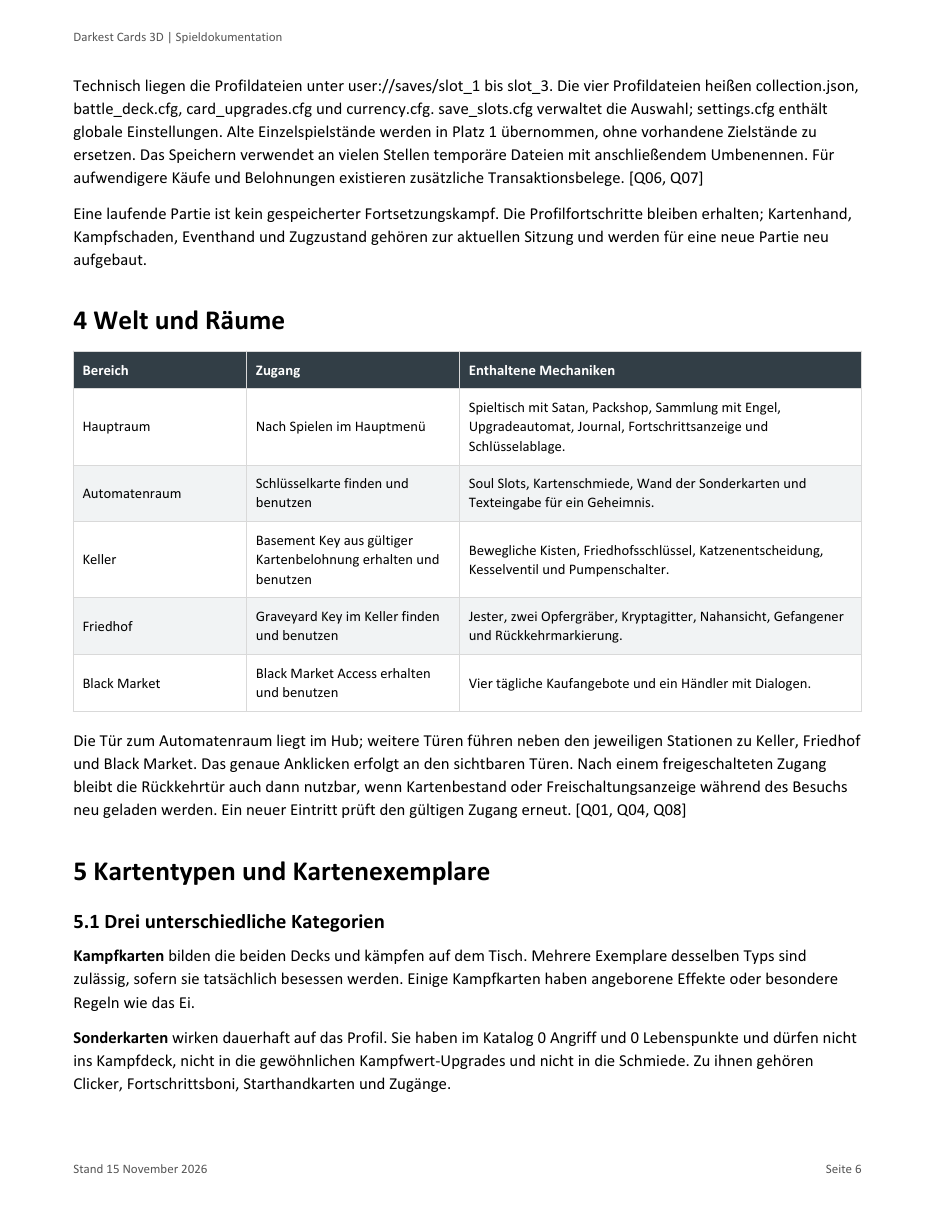 Darkest Cards 3D | Spieldokumentation
Technisch liegen die Profildateien unter user://saves/slot_1 bis slot_3. Die vier Profildateien heißen collection.json,
battle_deck.cfg, card_upgrades.cfg und currency.cfg. save_slots.cfg verwaltet die Auswahl; settings.cfg enthält
globale Einstellungen. Alte Einzelspielstände werden in Platz 1 übernommen, ohne vorhandene Zielstände zu
ersetzen. Das Speichern verwendet an vielen Stellen temporäre Dateien mit anschließendem Umbenennen. Für
aufwendigere Käufe und Belohnungen existieren zusätzliche Transaktionsbelege. [Q06, Q07]
Eine laufende Partie ist kein gespeicherter Fortsetzungskampf. Die Profilfortschritte bleiben erhalten; Kartenhand,
Kampfschaden, Eventhand und Zugzustand gehören zur aktuellen Sitzung und werden für eine neue Partie neu
aufgebaut.
4 Welt und Räume
Bereich
Zugang
Enthaltene Mechaniken
Hauptraum
Nach Spielen im Hauptmenü
Spieltisch mit Satan, Packshop, Sammlung mit Engel,
Upgradeautomat, Journal, Fortschrittsanzeige und
Schlüsselablage.
Automatenraum
Schlüsselkarte finden und
benutzen
Soul Slots, Kartenschmiede, Wand der Sonderkarten und
Texteingabe für ein Geheimnis.
Keller
Basement Key aus gültiger
Kartenbelohnung erhalten und
benutzen
Bewegliche Kisten, Friedhofsschlüssel, Katzenentscheidung,
Kesselventil und Pumpenschalter.
Friedhof
Graveyard Key im Keller finden
und benutzen
Jester, zwei Opfergräber, Kryptagitter, Nahansicht, Gefangener
und Rückkehrmarkierung.
Black Market
Black Market Access erhalten
und benutzen
Vier tägliche Kaufangebote und ein Händler mit Dialogen.
Die Tür zum Automatenraum liegt im Hub; weitere Türen führen neben den jeweiligen Stationen zu Keller, Friedhof
und Black Market. Das genaue Anklicken erfolgt an den sichtbaren Türen. Nach einem freigeschalteten Zugang
bleibt die Rückkehrtür auch dann nutzbar, wenn Kartenbestand oder Freischaltungsanzeige während des Besuchs
neu geladen werden. Ein neuer Eintritt prüft den gültigen Zugang erneut. [Q01, Q04, Q08]
5 Kartentypen und Kartenexemplare
5.1 Drei unterschiedliche Kategorien
Kampfkarten bilden die beiden Decks und kämpfen auf dem Tisch. Mehrere Exemplare desselben Typs sind
zulässig, sofern sie tatsächlich besessen werden. Einige Kampfkarten haben angeborene Effekte oder besondere
Regeln wie das Ei.
Sonderkarten wirken dauerhaft auf das Profil. Sie haben im Katalog 0 Angriff und 0 Lebenspunkte und dürfen nicht
ins Kampfdeck, nicht in die gewöhnlichen Kampfwert-Upgrades und nicht in die Schmiede. Zu ihnen gehören
Clicker, Fortschrittsboni, Starthandkarten und Zugänge.
Stand 15 November 2026
Seite 6